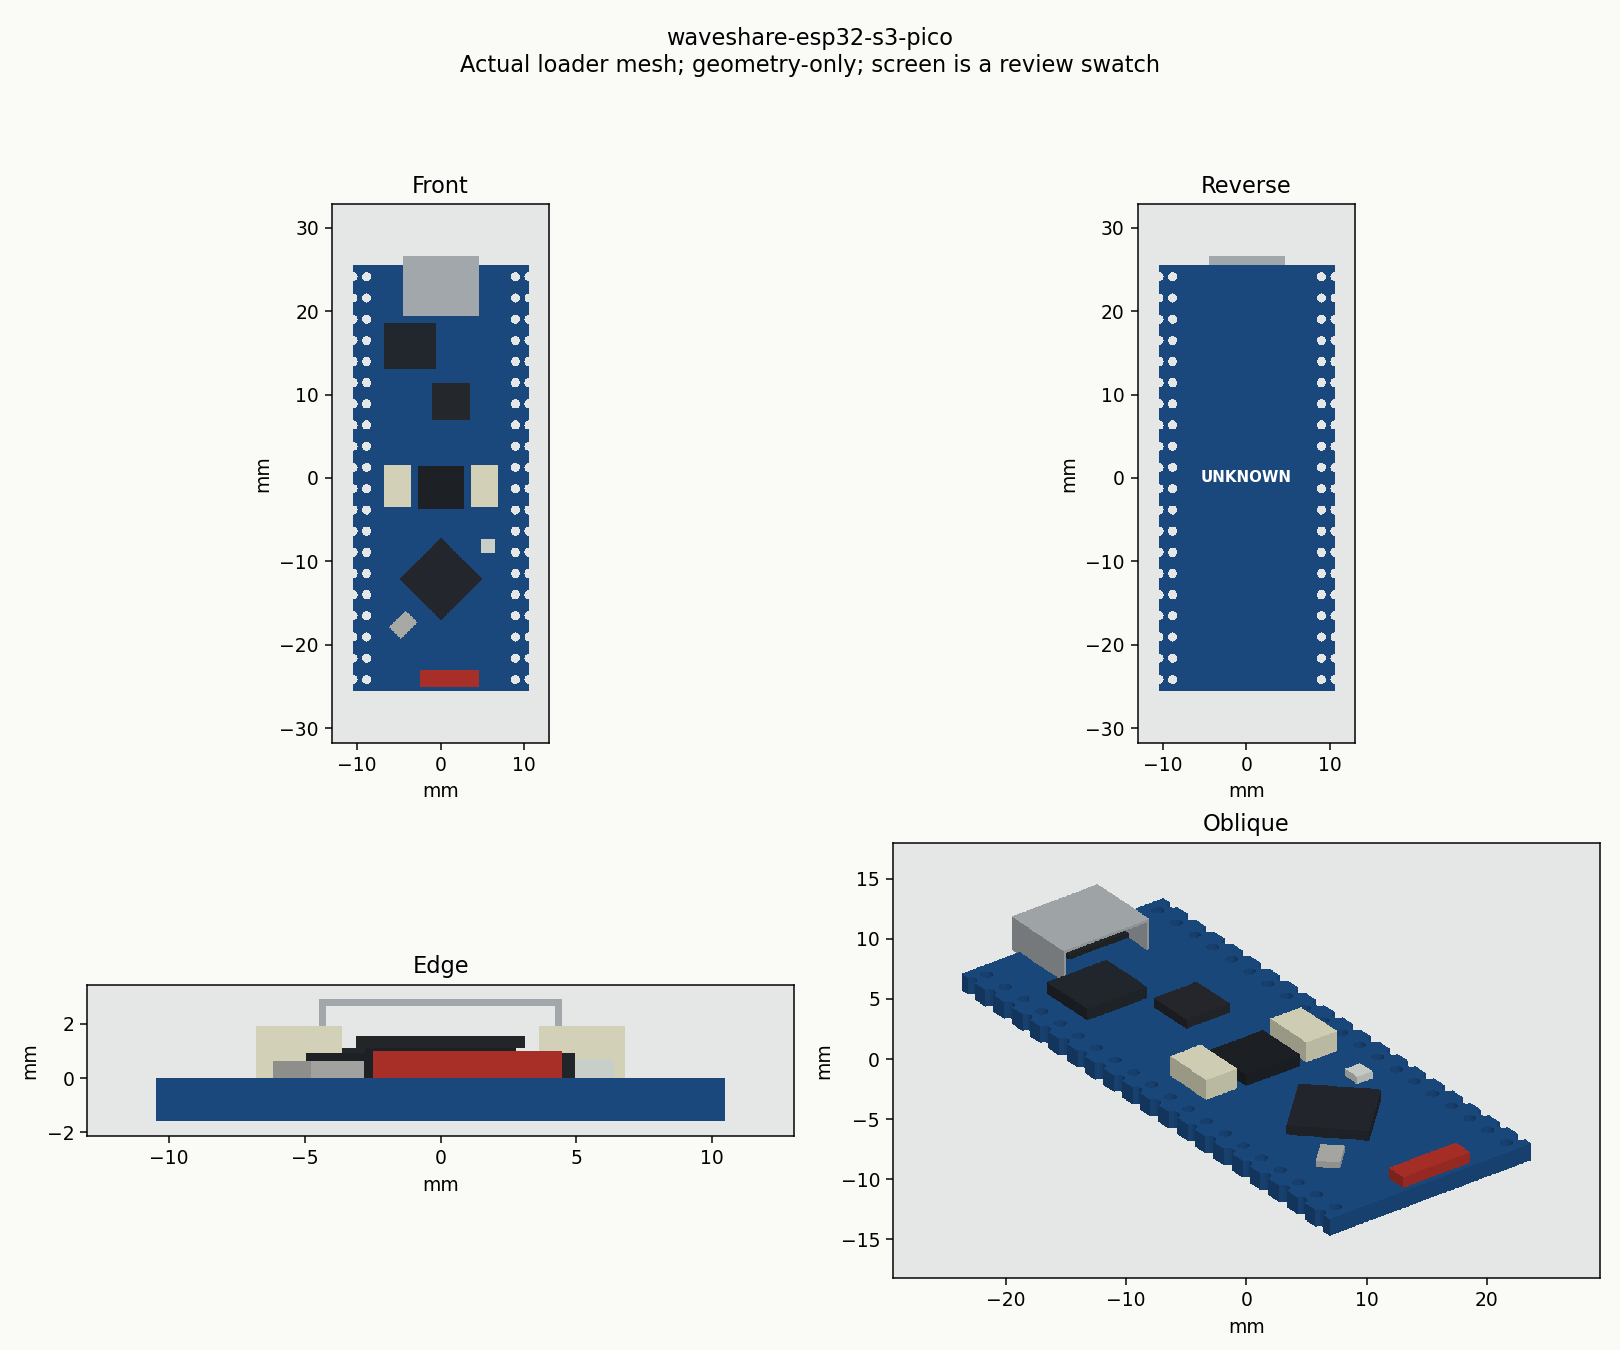 waveshare-esp32-s3-pico
Actual loader mesh; geometry-only; screen is a review swatch
Front
30
20
10
0
−10
−20
−30
mm
−10 0 10
mm
Reverse
30
20
10
0
−10
−20
−30
mm
UNKNOWN
−10 0 10
mm
Edge
2
0
−2
mm
−10 −5 0 5 10
mm
Oblique
15
10
5
0
−5
−10
−15
mm
−20 −10 0 10 20
mm